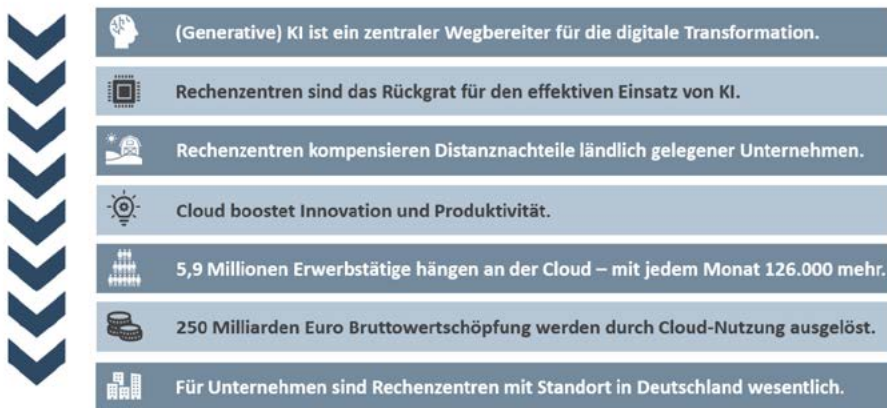 (Generative) KI ist ein zentraler Wegbereiter für die digitale Transformation.
Rechenzentren sind das Rückgrat für den effektiven Einsatz von KI.
Rechenzentren kompensieren Distanznachteile ländlich gelegener Unternehmen.
Cloud boostet Innovation und Produktivität.
5,9 Millionen Erwerbstätige hängen an der Cloud – mit jedem Monat 126.000 mehr.
250 Milliarden Euro Bruttowertschöpfung werden durch Cloud-Nutzung ausgelöst.
Für Unternehmen sind Rechenzentren mit Standort in Deutschland wesentlich.